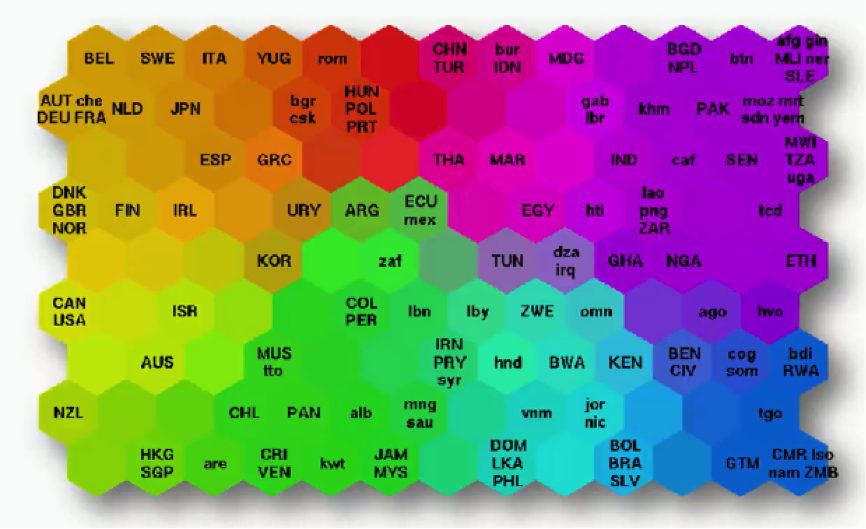 BEL SWE ITA YUG rom CHN bur MDG BGD btn afg gin
TUR IDN NPL MLI ner
SLE
AUT che NLD JPN bgr HUN gab khm PAK moz mrt
DEU FRA csk POL lbr sdn yem
PRT
ESP GRC THA MAR IND caf SEN MWI
TZA
uga
DNK FIN IRL URY ARG ECU EGY hti lao tcd
GBR mex png
NOR ZAR
KOR zaf TUN dza GHA NGA ETH
irq
CAN ISR COL lbn lby ZWE omn ago hvo
USA PER
AUS MUS IRN hnd BWA KEN BEN cog bdi
tto PRY CIV som RWA
syr
NZL CHL PAN alb mng vnm jor tgo
sau nic
HKG are CRI kwt JAM DOM BOL GTM CMR lso
SGP VEN MYS LKA BRA nam ZMB
PHL SLV